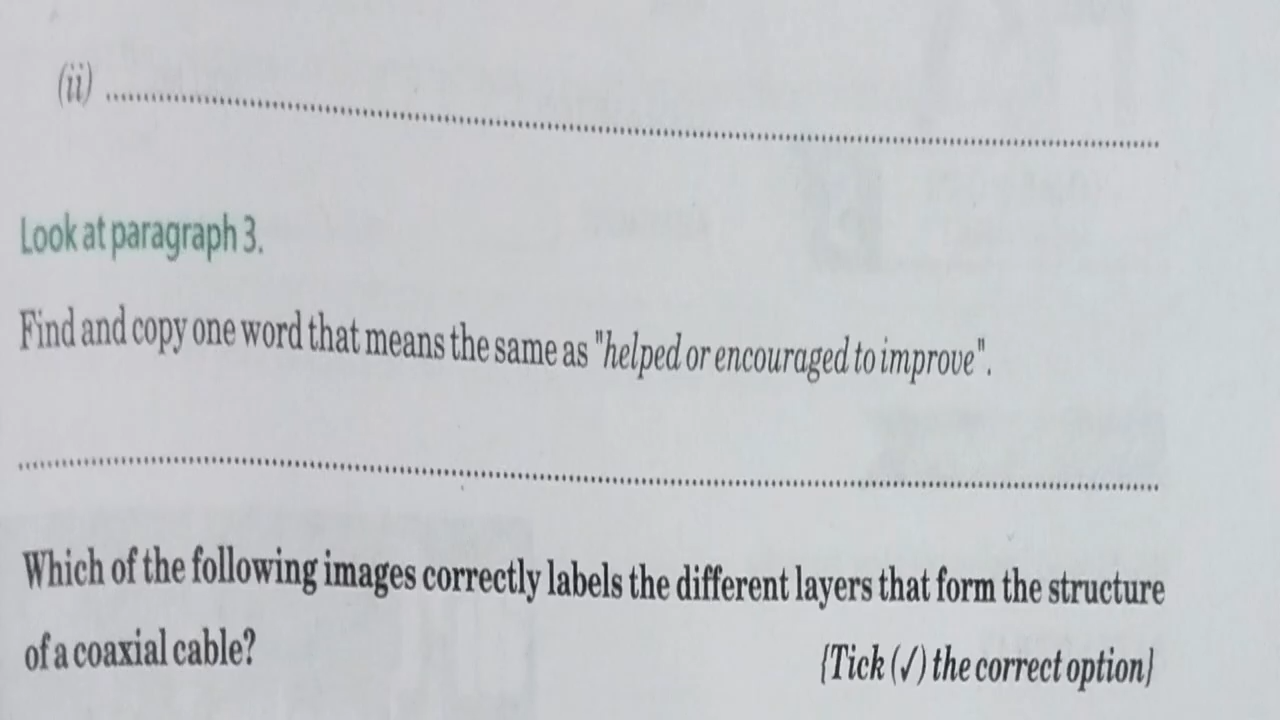 (ii) ........................................................................
Look at paragraph 3.
Find and copy one word that means the same as "helped or encouraged to improve".
........................................................................
Which of the following images correctly labels the different layers that form the structure
of a coaxial cable? {Tick (✓) the correct option}